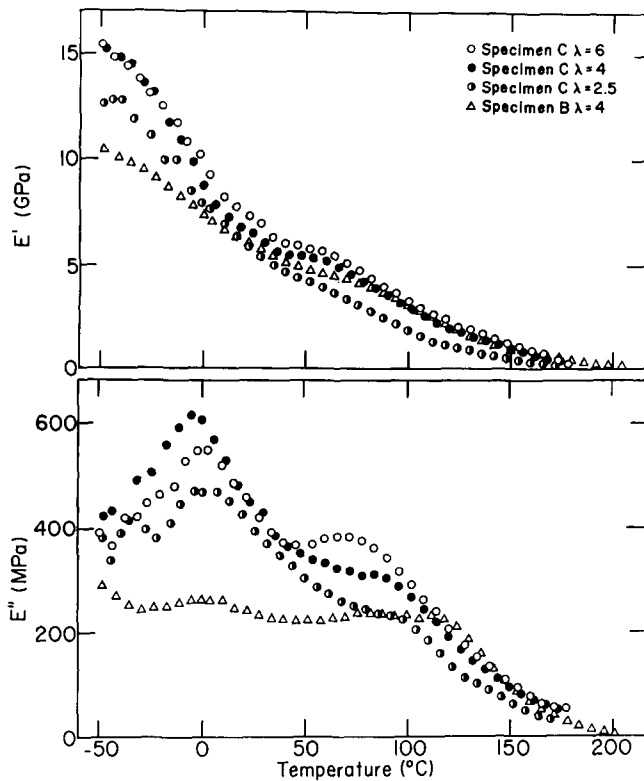 15
10
5
0
E' (GPa)
○ Specimen C λ=6
● Specimen C λ=4
◑ Specimen C λ=2.5
△ Specimen B λ=4
600
400
200
0
E" (MPa)
-50 0 50 100 150 200
Temperature (°C)